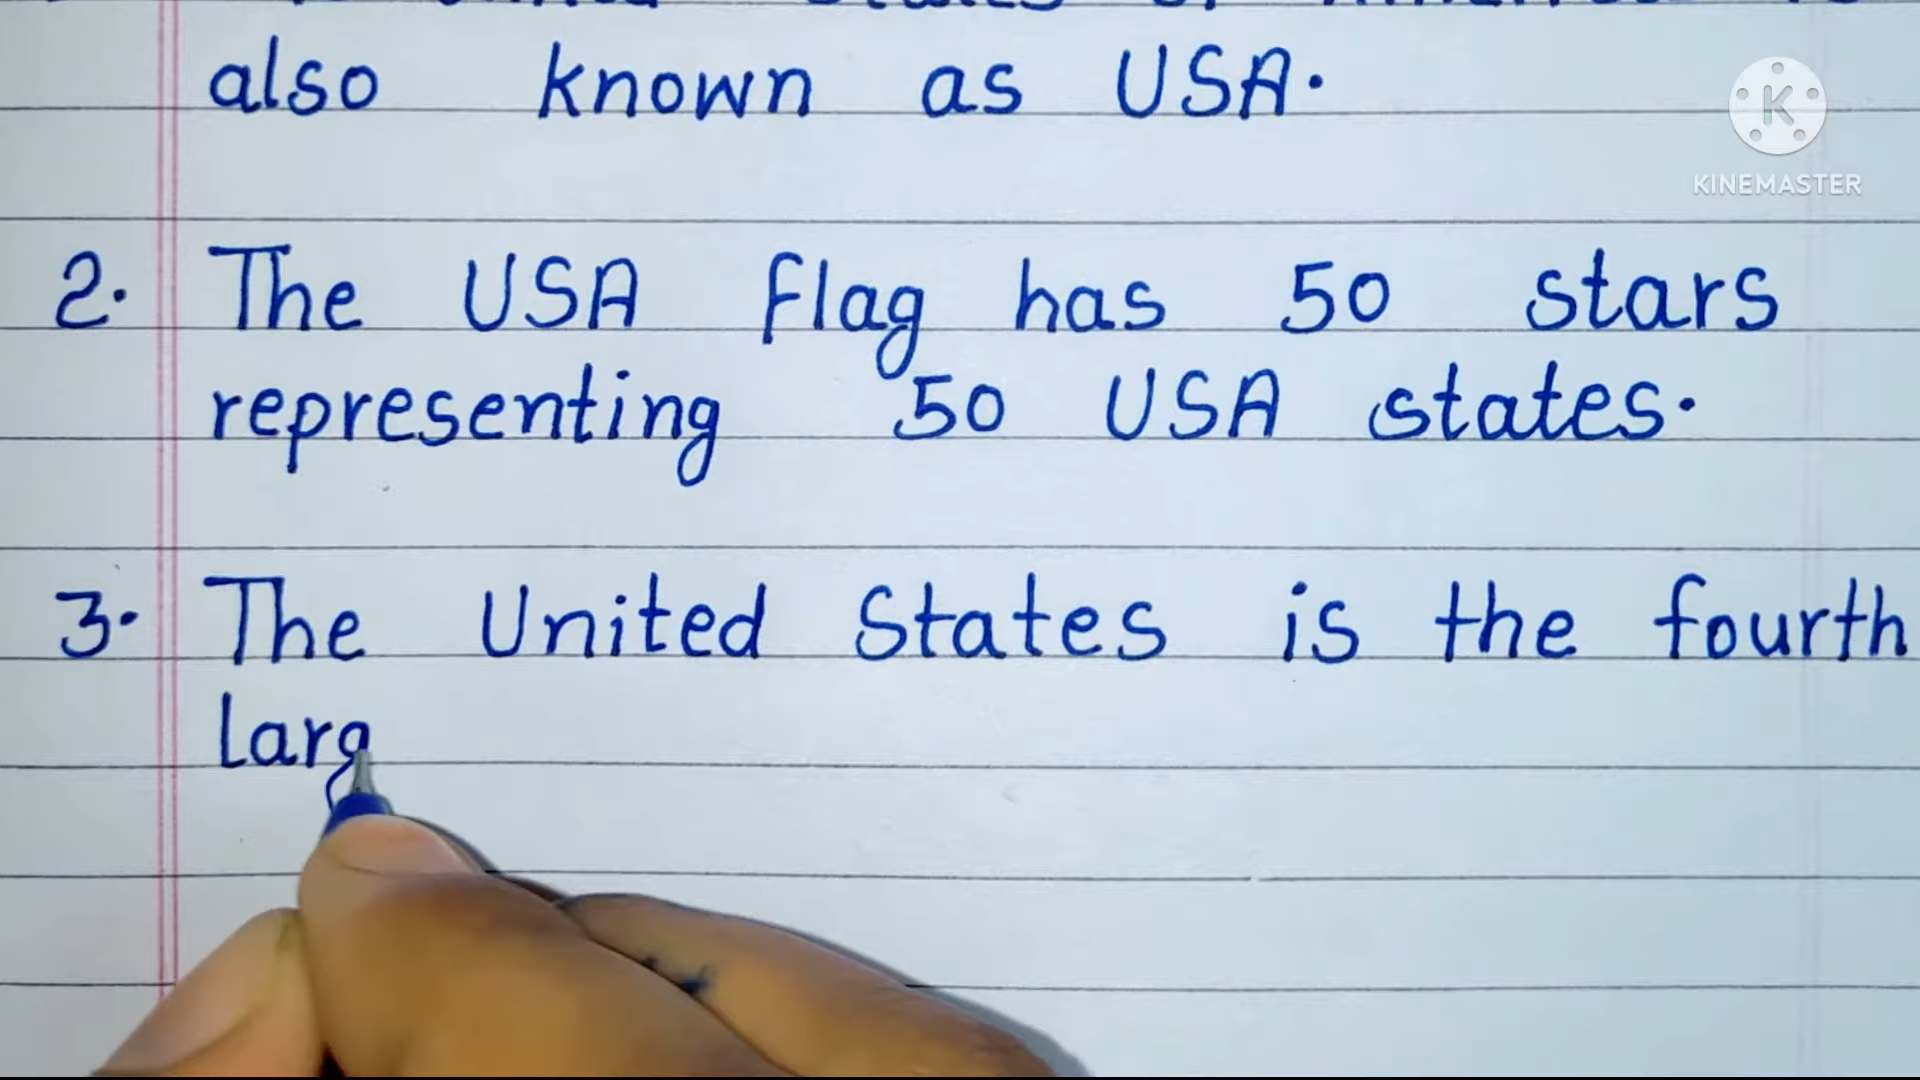 also known as USA.
KINEMASTER
2. The USA flag has 50 stars
representing 50 USA states.
3. The United States is the fourth
larg